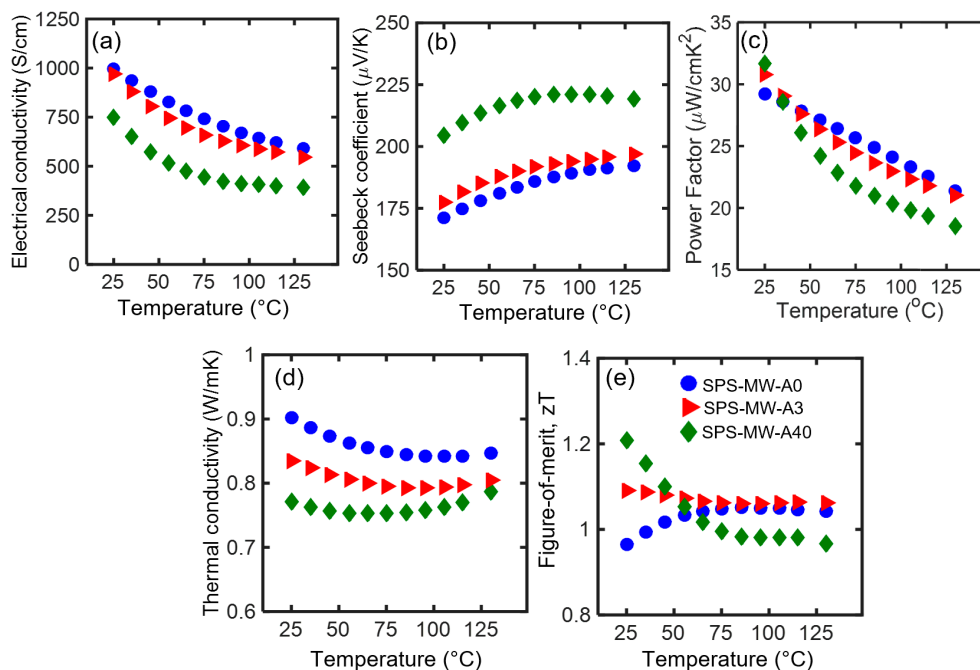 (a)
Electrical conductivity (S/cm)
1250
1000
750
500
250
0
25 50 75 100 125
Temperature (°C)
(b)
Seebeck coefficient (μV/K)
250
225
200
175
150
25 50 75 100 125
Temperature (°C)
(c)
Power Factor (μW/cmK²)
35
30
25
20
15
25 50 75 100 125
Temperature (°C)
(d)
Thermal conductivity (W/mK)
1
0.9
0.8
0.7
0.6
25 50 75 100 125
Temperature (°C)
(e)
Figure-of-merit, zT
1.4
1.2
1
0.8
25 50 75 100 125
Temperature (°C)
SPS-MW-A0
SPS-MW-A3
SPS-MW-A40